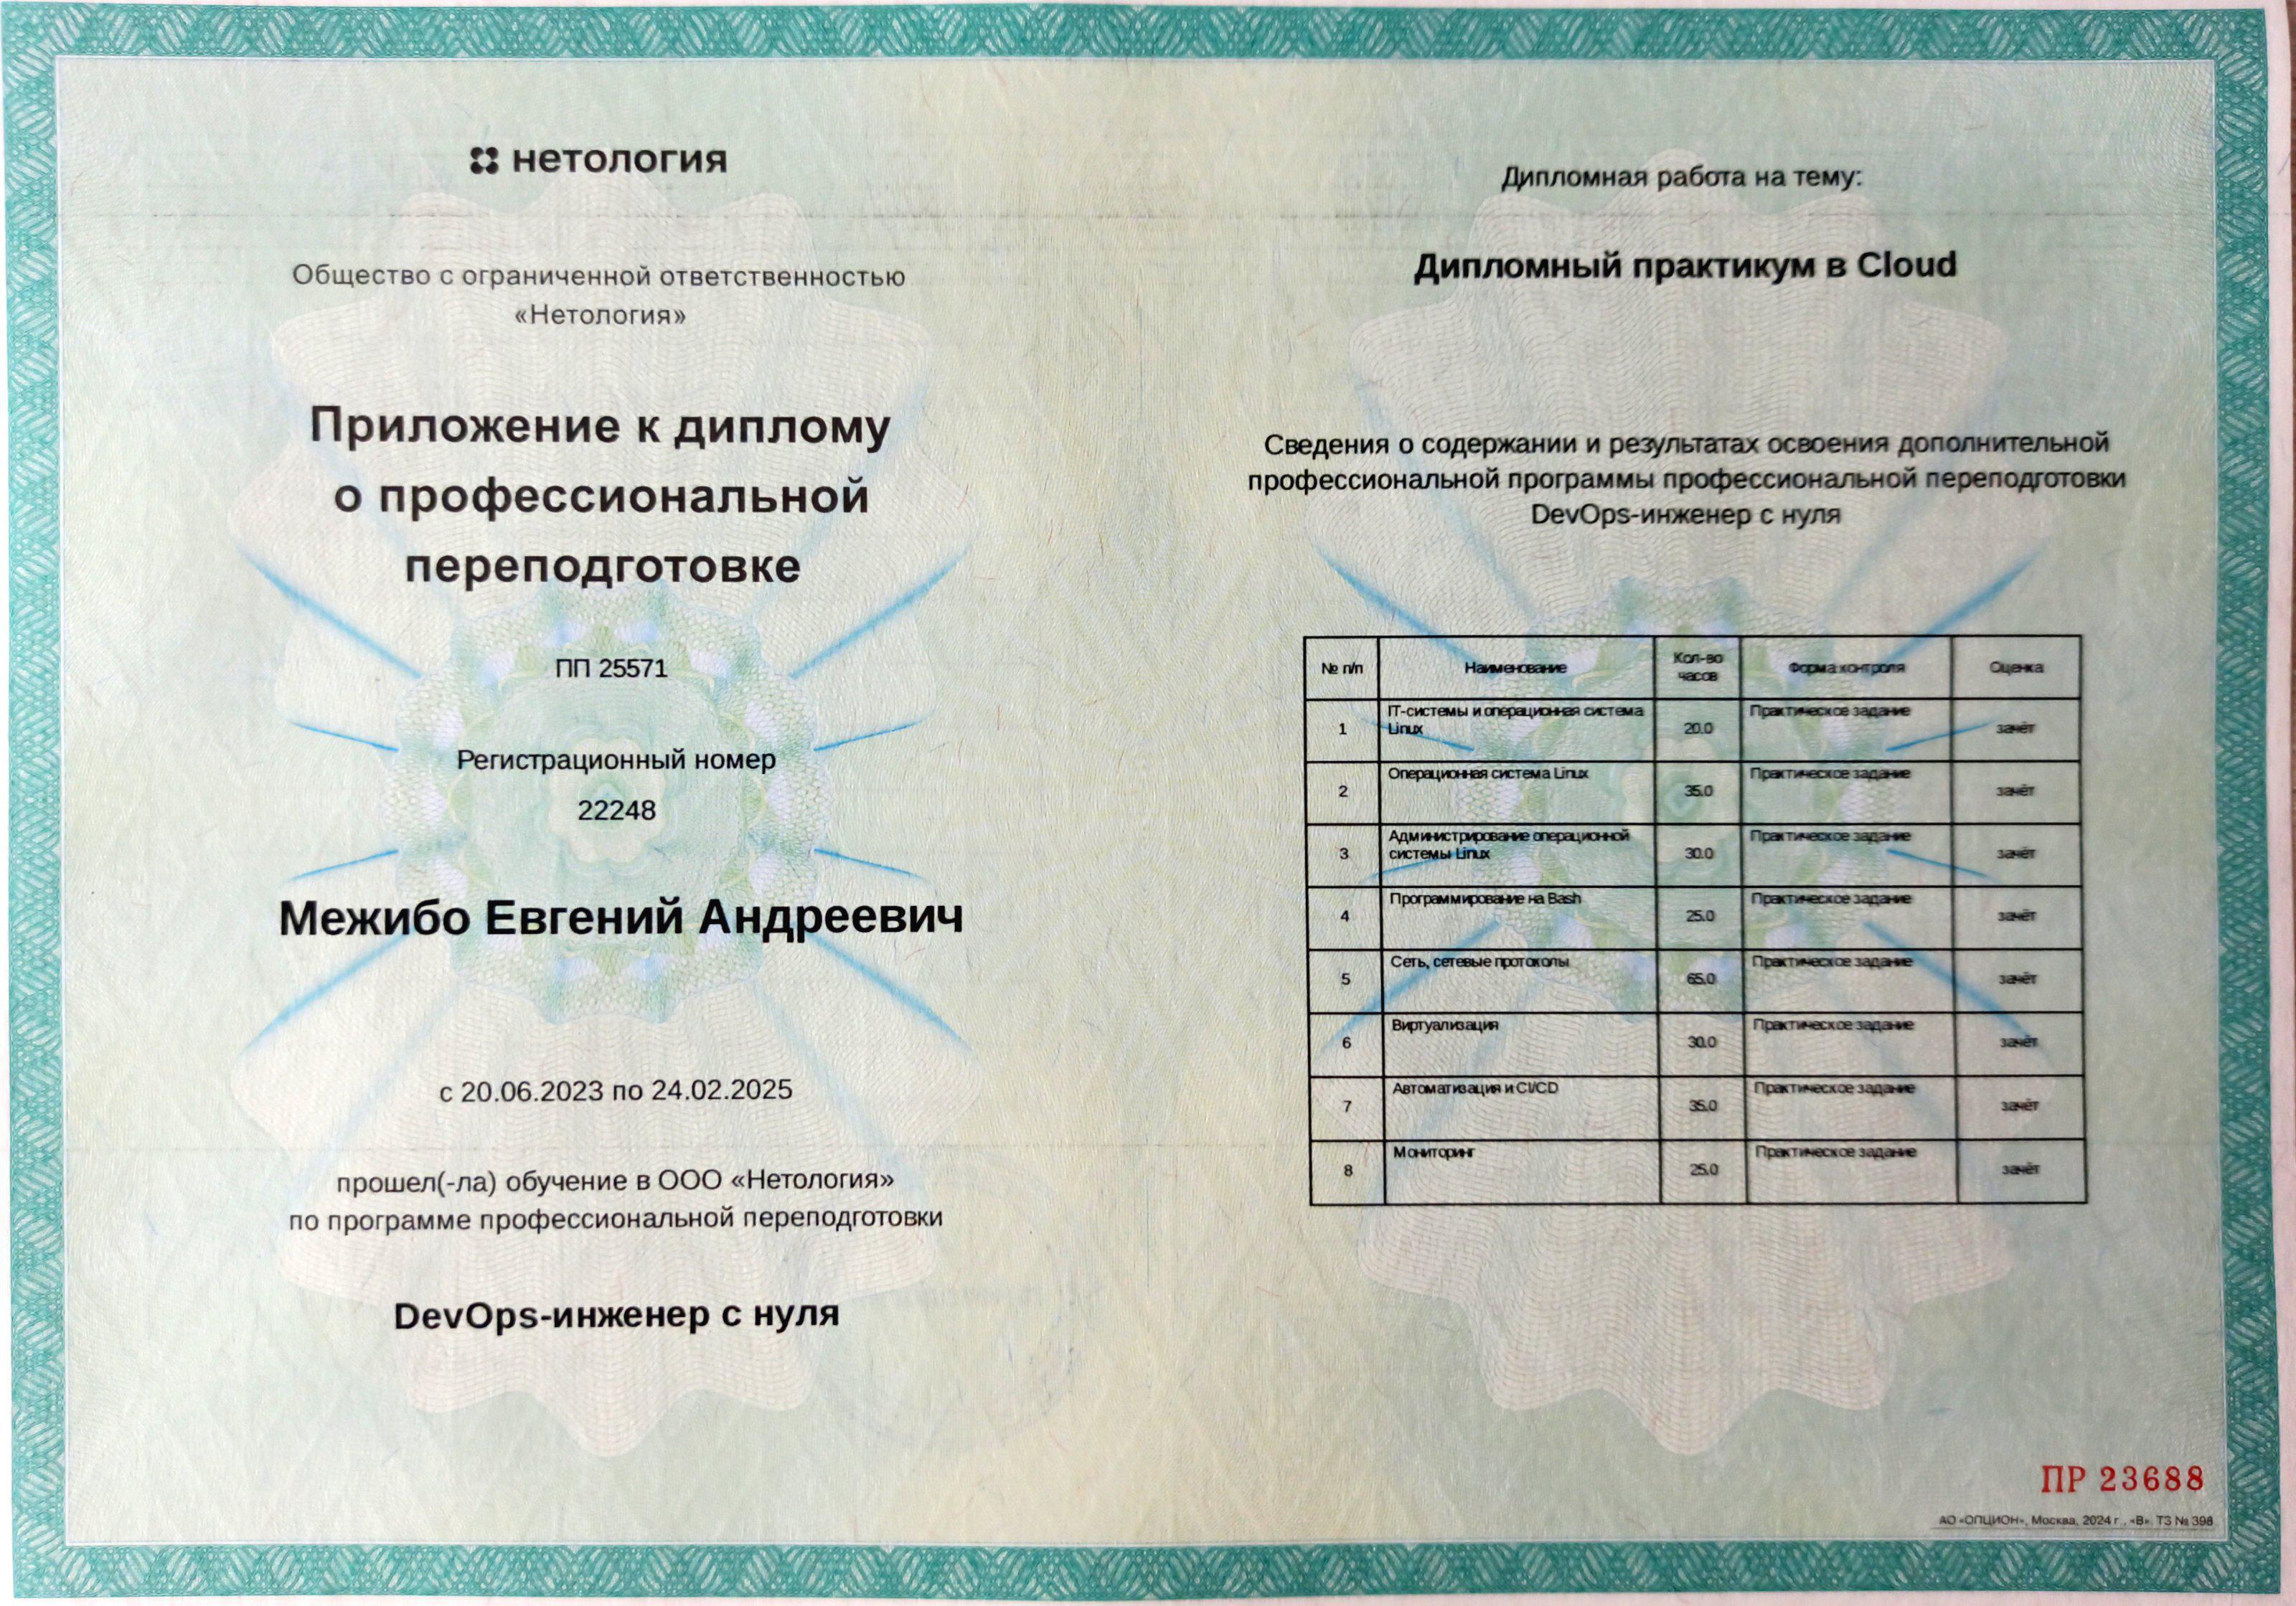 нетология
Общество с ограниченной ответственностью
«Нетология»
Приложение к диплому
о профессиональной
переподготовке
ПП 25571
Регистрационный номер
22248
Межибо Евгений Андреевич
с 20.06.2023 по 24.02.2025
прошел(-ла) обучение в ООО «Нетология»
по программе профессиональной переподготовки
DevOps-инженер с нуля
Дипломная работа на тему:
Дипломный практикум в Cloud
Сведения о содержании и результатах освоения дополнительной
профессиональной программы профессиональной переподготовки
DevOps-инженер с нуля
№ п/п Наименование Кол-во часов Форма контроля Оценка
1 IT-системы и операционная система Linux 20.0 Практическое задание зачёт
2 Операционная система Linux 35.0 Практическое задание зачёт
3 Администрирование операционной системы Linux 30.0 Практическое задание зачёт
4 Программирование на Bash 25.0 Практическое задание зачёт
5 Сеть, сетевые протоколы 65.0 Практическое задание зачёт
6 Виртуализация 30.0 Практическое задание зачёт
7 Автоматизация и CI/CD 35.0 Практическое задание зачёт
8 Мониторинг 25.0 Практическое задание зачёт
ПР 23688
АО «ОПЦИОН», Москва, 2024 г., «В». ТЗ № 398